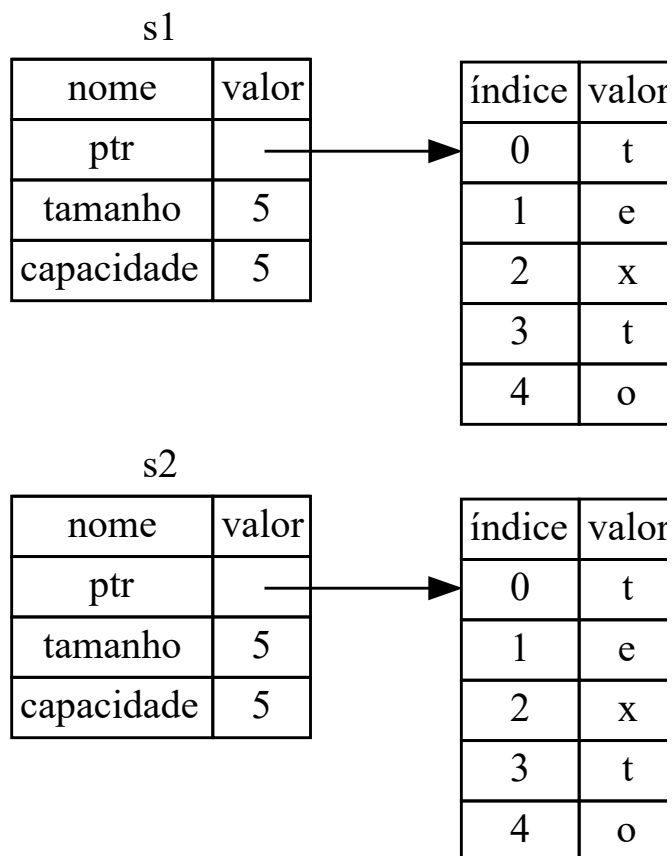 s1
nome valor
ptr
tamanho 5
capacidade 5
índice valor
0 t
1 e
2 x
3 t
4 o
s2
nome valor
ptr
tamanho 5
capacidade 5
índice valor
0 t
1 e
2 x
3 t
4 o